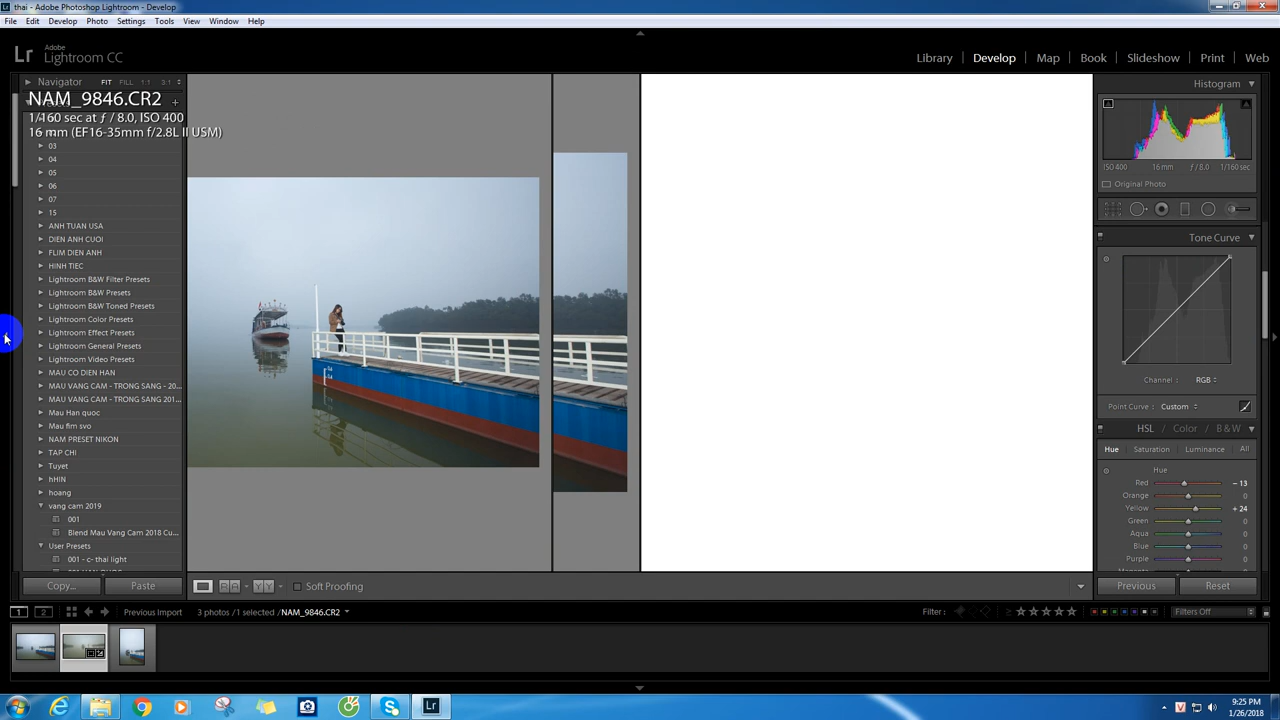 thai - Adobe Photoshop Lightroom - Develop
File Edit Develop Photo Settings Tools View Window Help
Lr Adobe Lightroom CC
Library Develop Map Book Slideshow Print Web
Navigator FIT FILL 1:1 3:1
NAM_9846.CR2
1/160 sec at ƒ / 8.0, ISO 400
16 mm (EF16-35mm f/2.8L II USM)
03
04
05
06
07
15
ANH TUAN USA
DIEN ANH CUOI
FLIM DIEN ANH
HINH TIEC
Lightroom B&W Filter Presets
Lightroom B&W Presets
Lightroom B&W Toned Presets
Lightroom Color Presets
Lightroom Effect Presets
Lightroom General Presets
Lightroom Video Presets
MAU CO DIEN HAN
MAU VANG CAM - TRONG SANG - 20...
MAU VANG CAM - TRONG SANG 201...
Mau Han quoc
Mau fim svo
NAM PRESET NIKON
TAP CHI
Tuyet
hHIN
hoang
vang cam 2019
001
Blend Mau Vang Cam 2018 Cu...
User Presets
001 - c- thai light
Copy... Paste
Soft Proofing
Histogram
ISO 400 16 mm ƒ / 8.0 1/160 sec
Original Photo
Tone Curve
Channel : RGB
Point Curve : Custom
HSL / Color / B & W
Hue Saturation Luminance All
Hue
Red - 13
Orange 0
Yellow + 24
Green 0
Aqua 0
Blue 0
Purple 0
Previous Reset
1 2 Previous Import 3 photos / 1 selected / NAM_9846.CR2
Filter : Filters Off
9:25 PM
1/26/2018